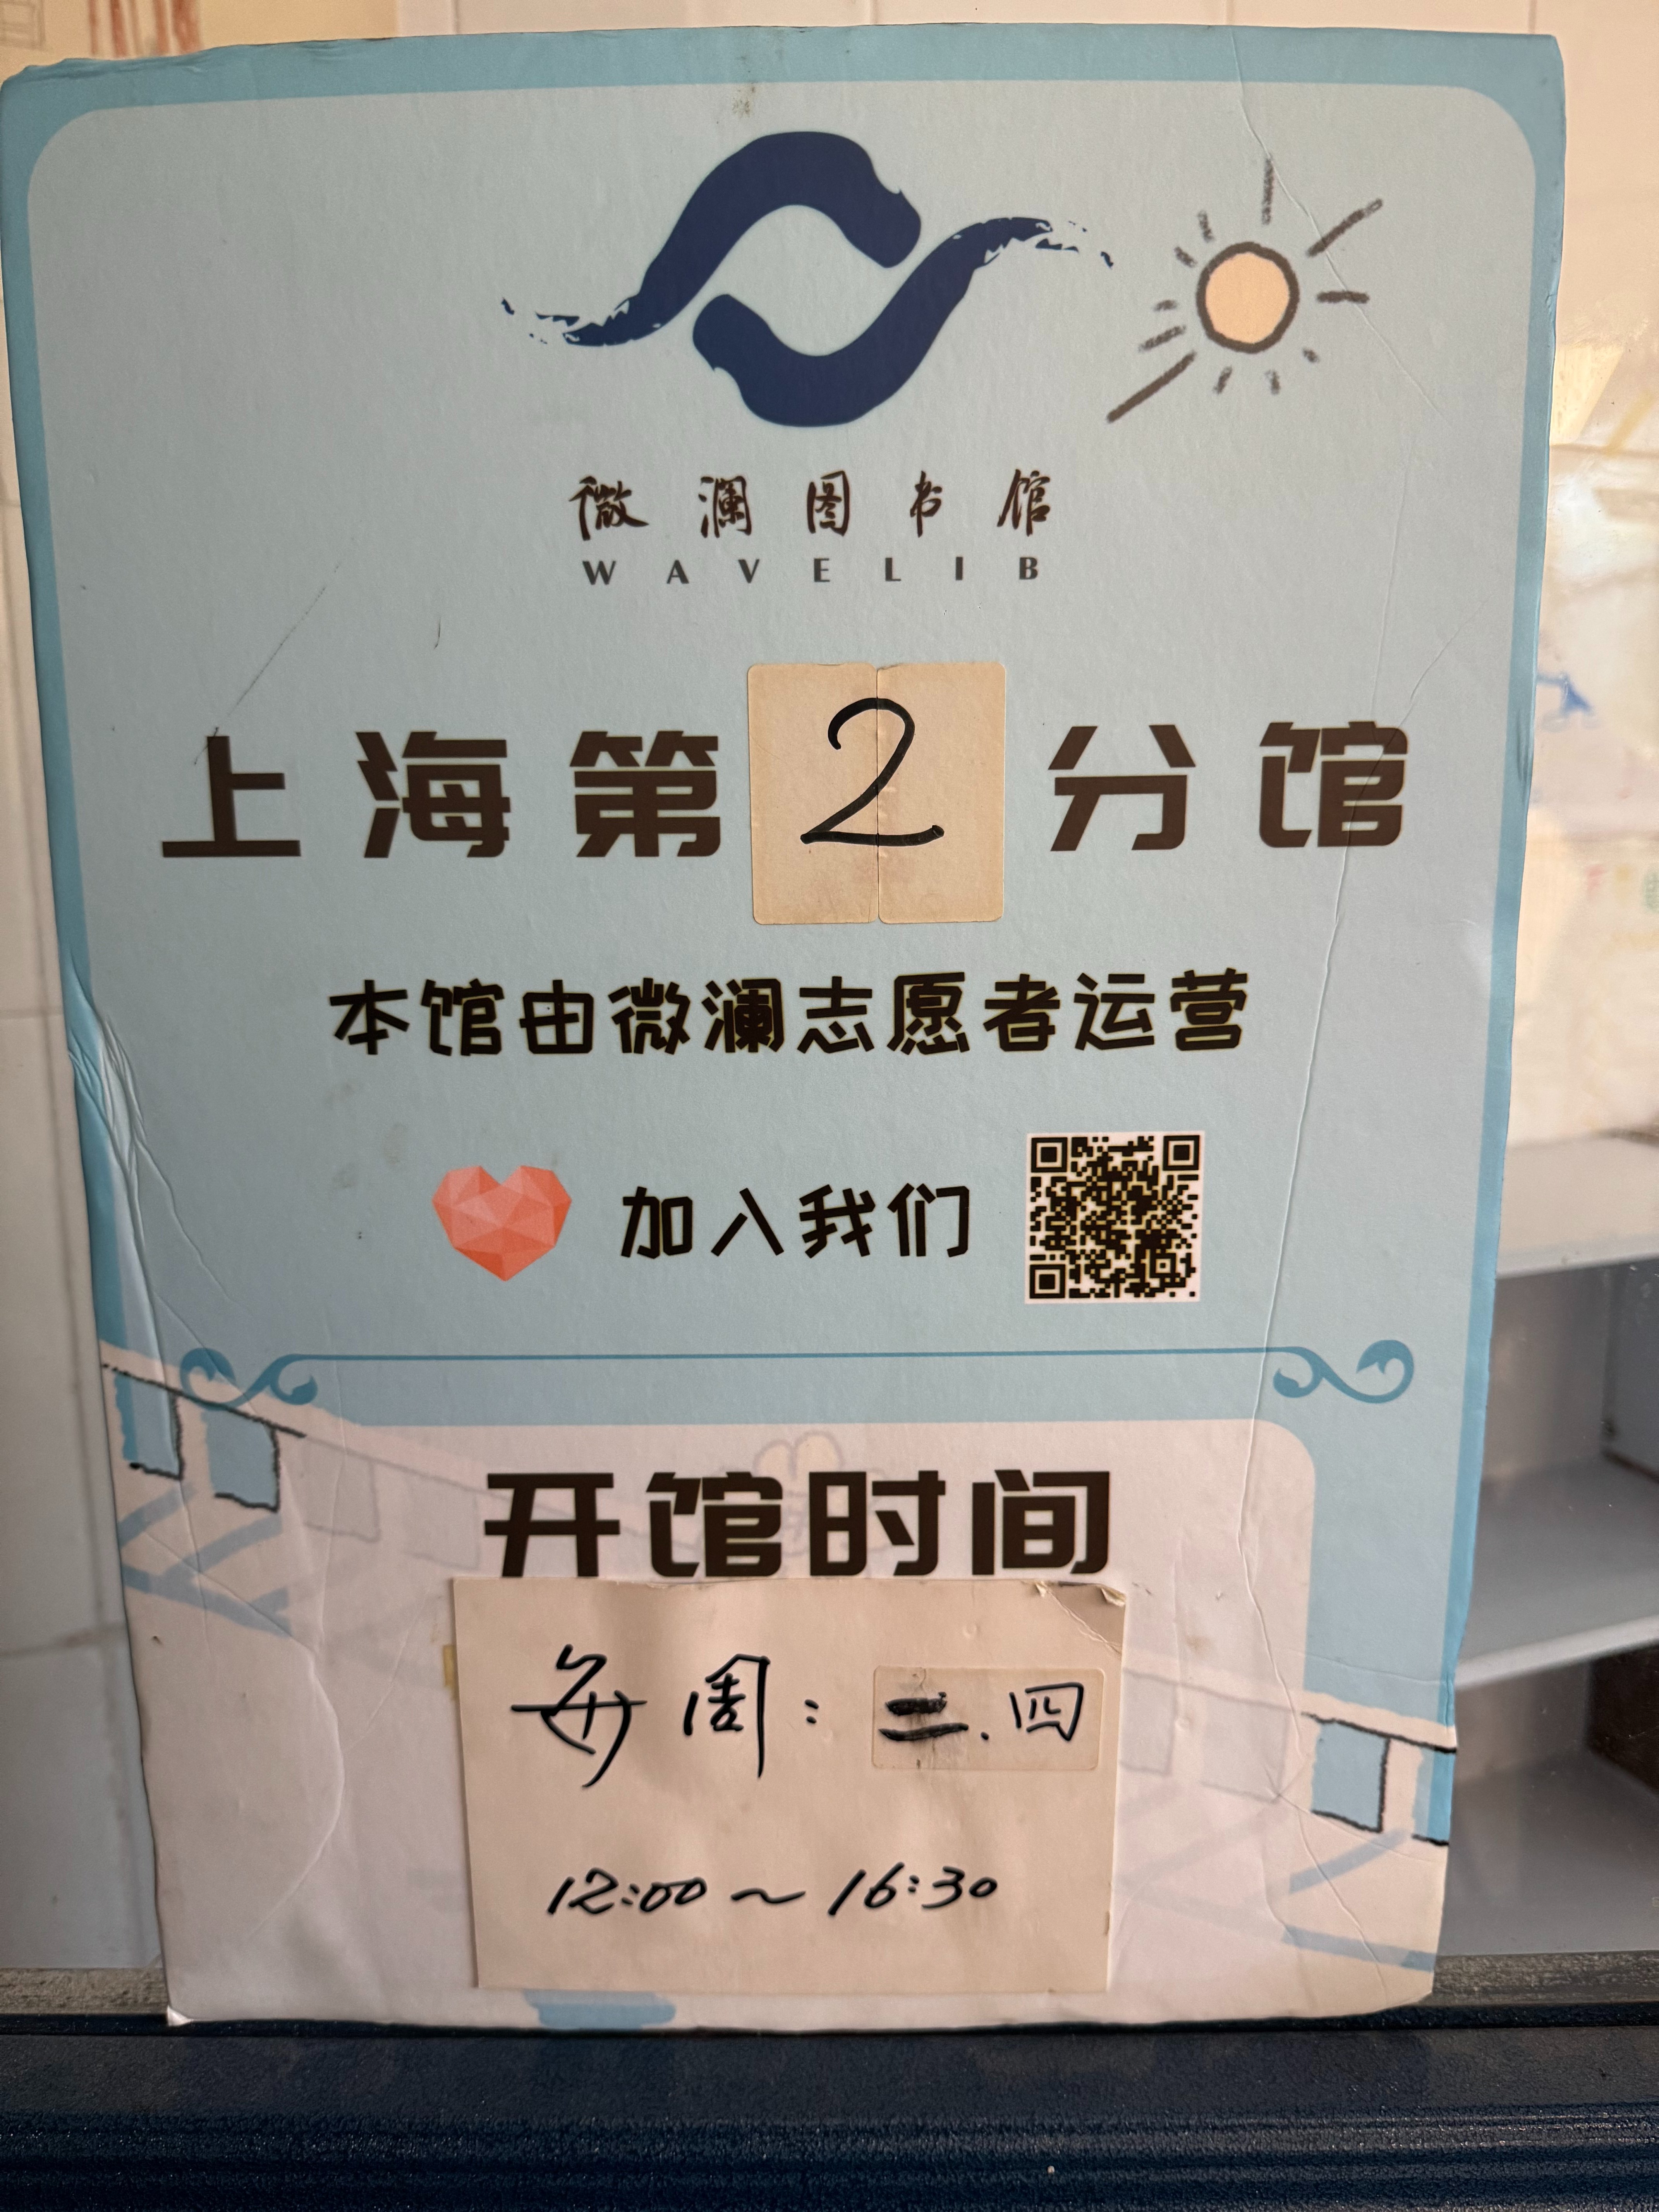 微澜图书馆
WAVELIB
上海第2分馆
本馆由微澜志愿者运营
加入我们
开馆时间
每周：二.四
12:00～16:30